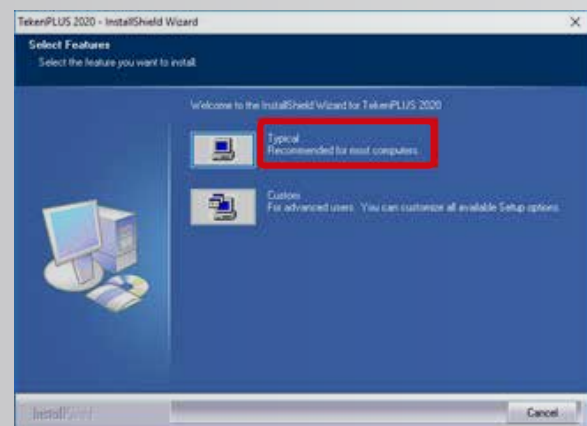 TekenPLUS 2020 - InstallShield Wizard
Select Features
Select the feature you want to install.
Welcome to the InstallShield Wizard for TekenPLUS 2020
Typical
Recommended for most computers.
Custom
For advanced users. You can customize all available Setup options.
InstallShield
Cancel